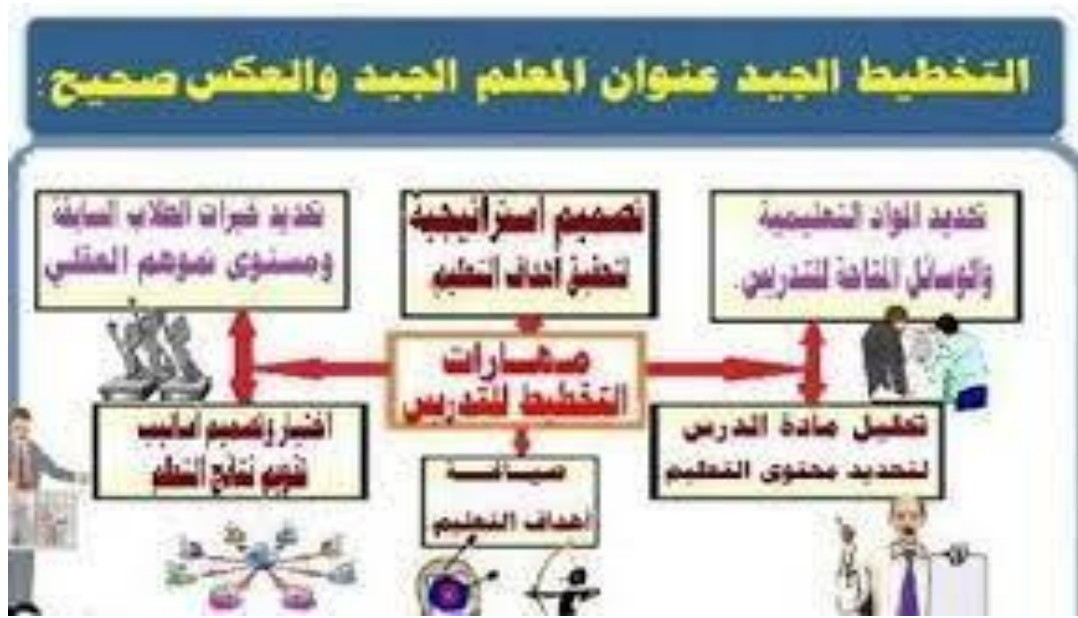 التخطيط الجيد عنوان المعلم الجيد والعكس صحيح :
تحديد المواد التعليمية
والوسائل المتاحة للتدريس.
تصميم استراتيجية
لتحقيق أهداف التعليم
تحديد خبرات الطلاب السابقة
ومستوى نموهم العقلي
مهارات
التخطيط للتدريس
تحليل مادة الدرس
لتحديد محتوى التعليم
صياغة
أهداف التعليم
اختيار وتصميم أساليب
تقويم نتائج التعلم